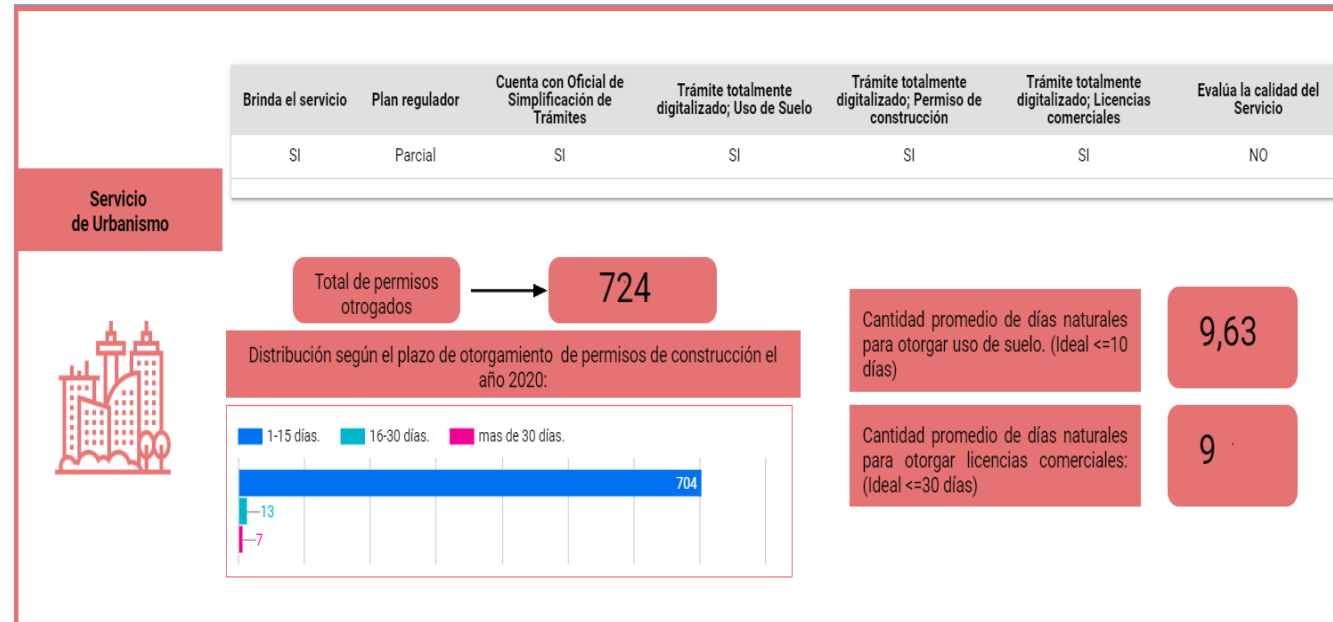 Brinda el servicio
Plan regulador
Cuenta con Oficial de
Simplificación de
Trámites
Trámite totalmente
digitalizado; Uso de Suelo
Trámite totalmente
digitalizado; Permiso de
construcción
Trámite totalmente
digitalizado; Licencias
comerciales
Evalúa la calidad del
Servicio
SI
Parcial
SI
SI
SI
SI
NO
Servicio
de Urbanismo
Total de permisos
otrogados
724
Distribución según el plazo de otorgamiento de permisos de construcción el
año 2020:
1-15 días.
16-30 días.
mas de 30 días.
704
13
7
Cantidad promedio de días naturales
para otorgar uso de suelo. (Ideal <=10
días)
9,63
Cantidad promedio de días naturales
para otorgar licencias comerciales:
(Ideal <=30 días)
9